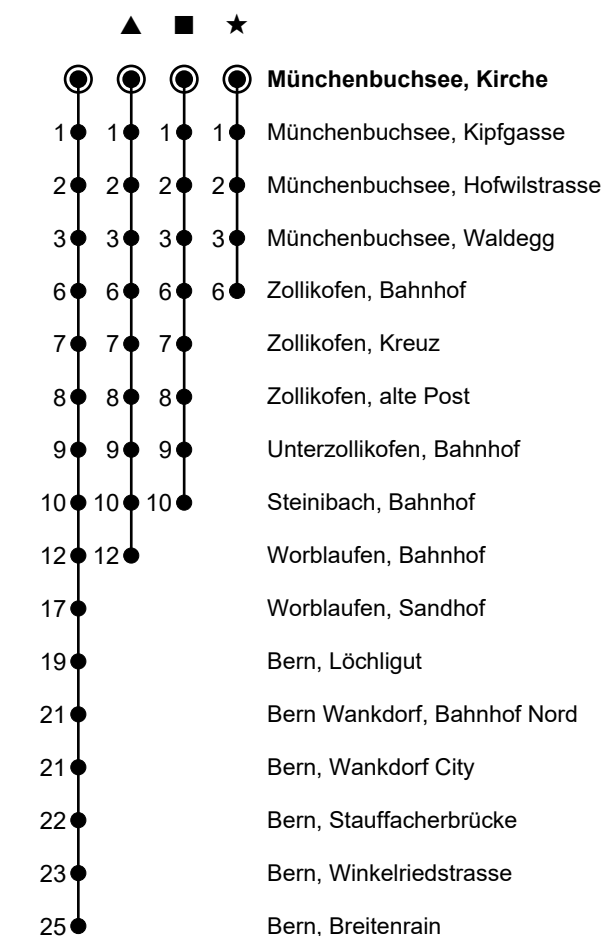 ▲ ■ ★
Münchenbuchsee, Kirche
1 1 1 1 Münchenbuchsee, Kipfgasse
2 2 2 2 Münchenbuchsee, Hofwilstrasse
3 3 3 3 Münchenbuchsee, Waldegg
6 6 6 6 Zollikofen, Bahnhof
7 7 7 Zollikofen, Kreuz
8 8 8 Zollikofen, alte Post
9 9 9 Unterzollikofen, Bahnhof
10 10 10 Steinibach, Bahnhof
12 12 Worblaufen, Bahnhof
17 Worblaufen, Sandhof
19 Bern, Löchligut
21 Bern Wankdorf, Bahnhof Nord
21 Bern, Wankdorf City
22 Bern, Stauffacherbrücke
23 Bern, Winkelriedstrasse
25 Bern, Breitenrain